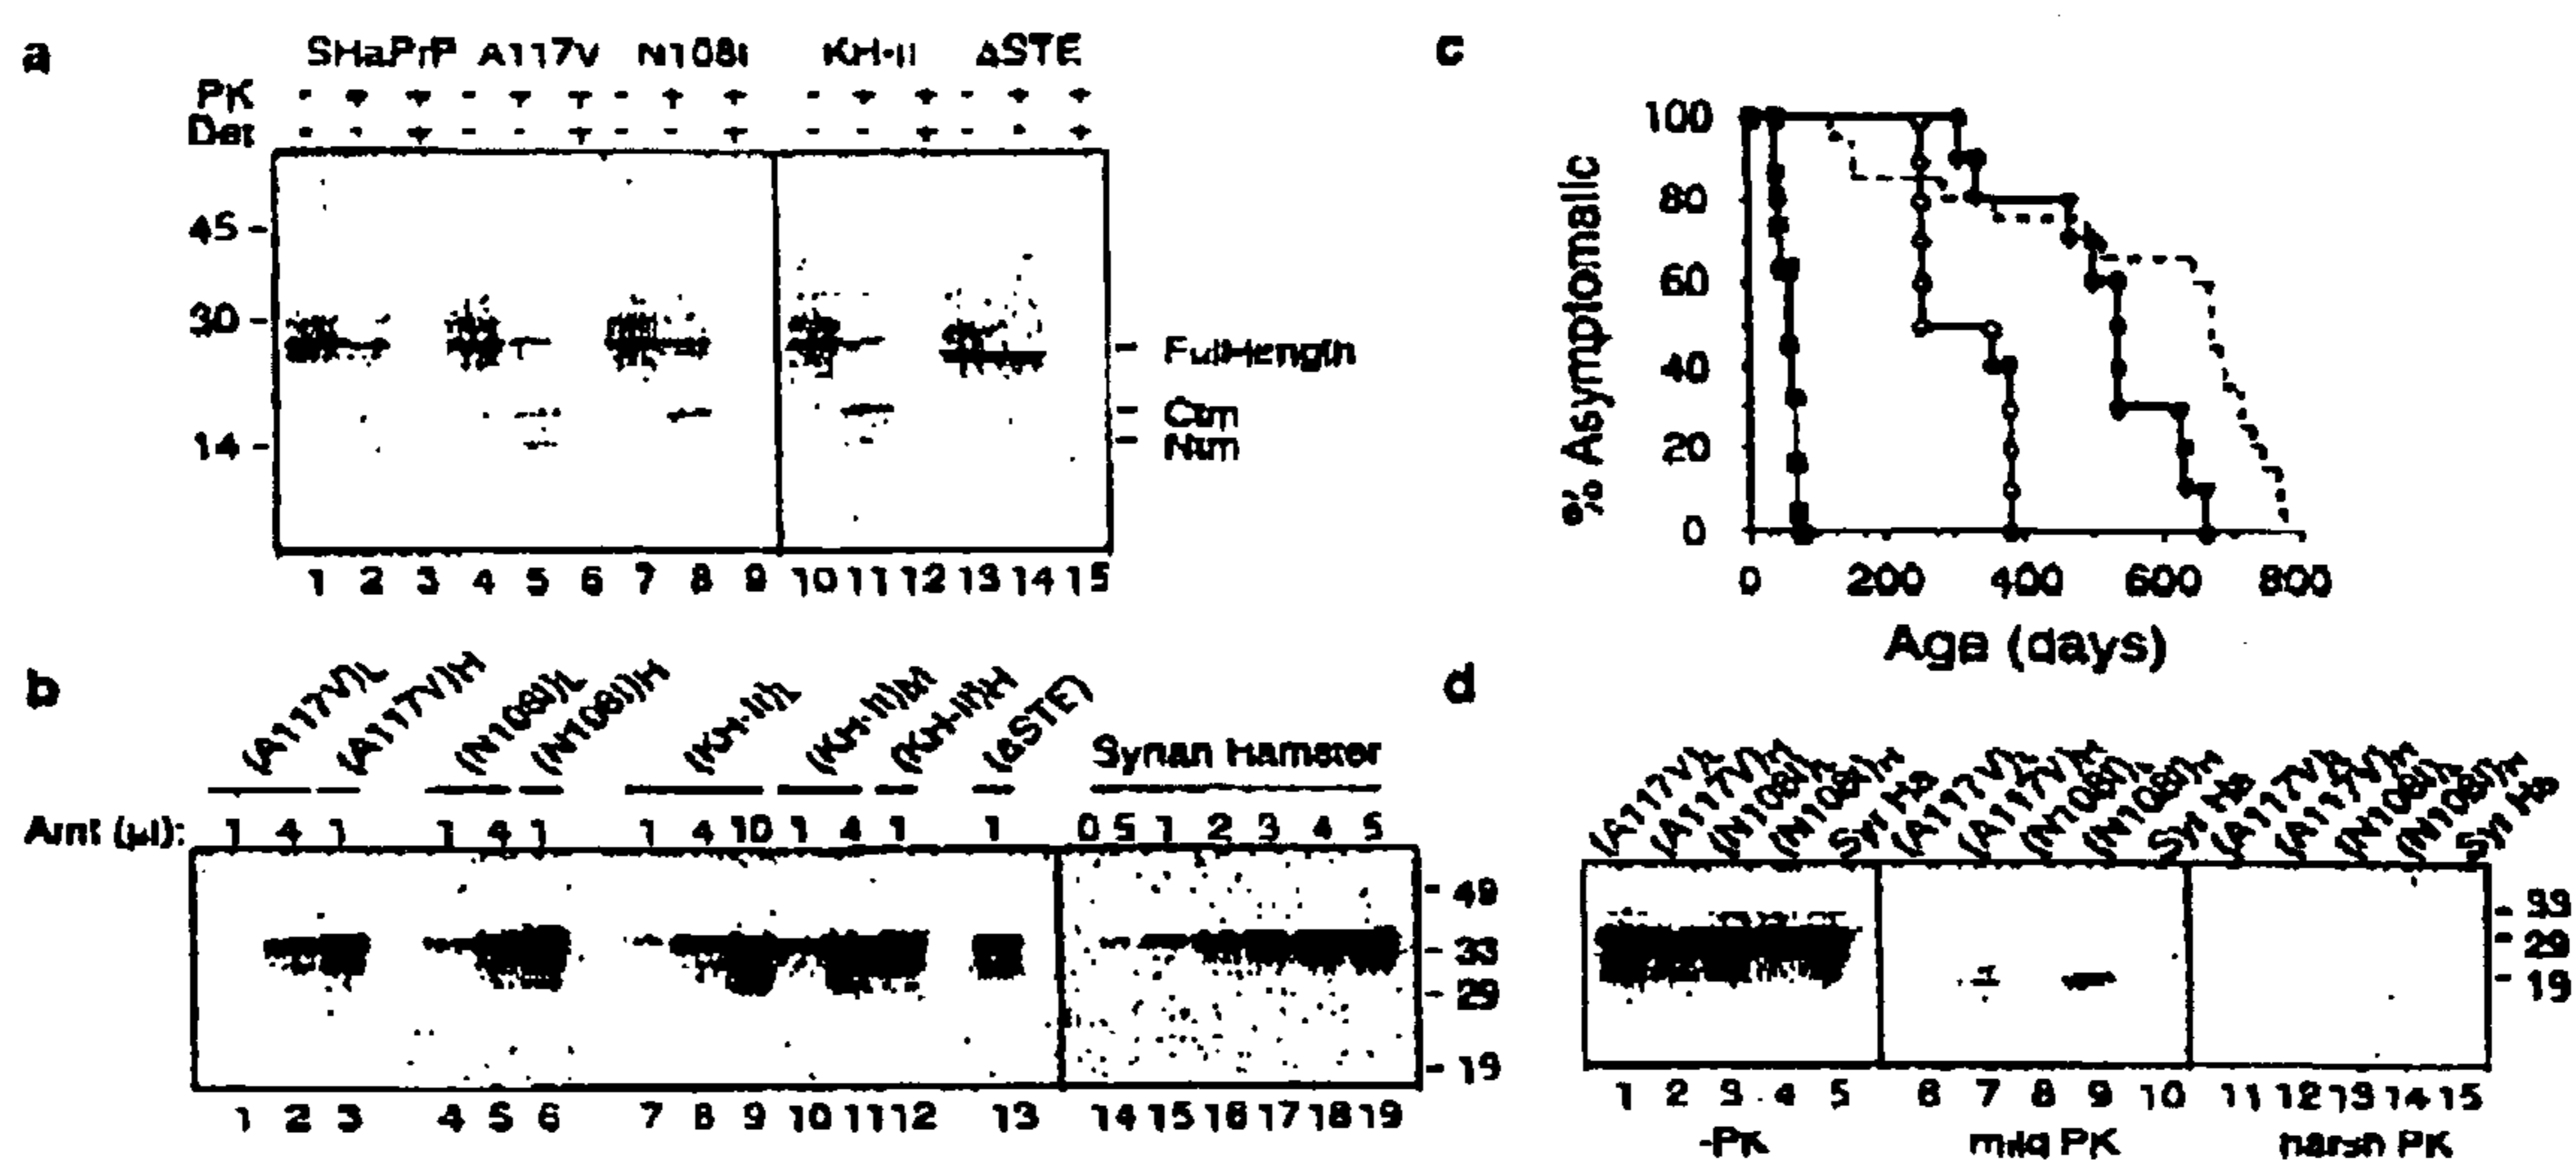 a
SHaPrP A117V N108I KH-II ΔSTE
PK - + + - + + - + + - + + - + +
Det - - + - - + - - + - - + - - +
45 -
30 -
14 -
- Full-length
- Ctm
- Ntm
1 2 3 4 5 6 7 8 9 10 11 12 13 14 15
b
(A117V)L (A117V)H (N108I)L (N108I)H (KH-II)L (KH-II)M (KH-II)H (ΔSTE) Syrian Hamster
Amt (µl): 1 4 1 1 4 1 1 4 10 1 4 1 1 0 5 1 2 3 4 5
- 49
- 33
- 29
- 19
1 2 3 4 5 6 7 8 9 10 11 12 13 14 15 16 17 18 19
c
% Asymptomatic
100
80
60
40
20
0
0 200 400 600 800
Age (days)
d
(A117V)L (A117V)H (N108I)L (N108I)H Syr Ha (A117V)L (A117V)H (N108I)L (N108I)H Syr Ha (A117V)L (A117V)H (N108I)L (N108I)H Syr Ha
- 33
- 29
- 19
1 2 3 4 5 6 7 8 9 10 11 12 13 14 15
-PK mild PK harsh PK